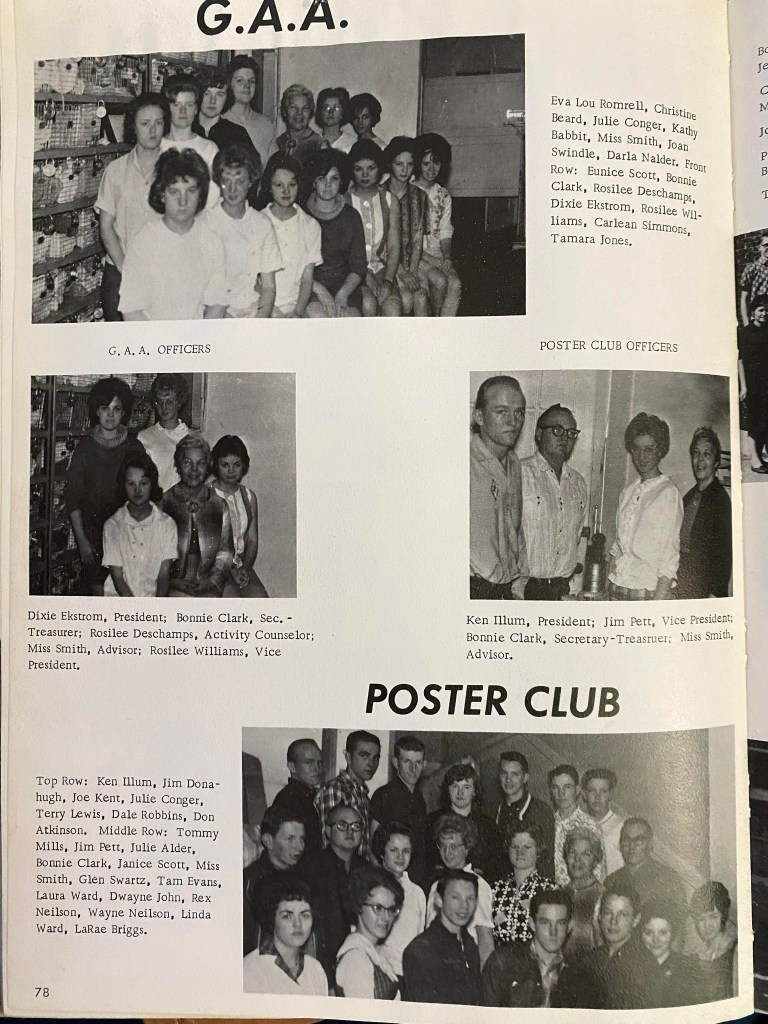 G.A.A.
Eva Lou Romrell, Christine
Beard, Julie Conger, Kathy
Babbit, Miss Smith, Joan
Swindle, Darla Nalder. Front
Row: Eunice Scott, Bonnie
Clark, Rosilee Deschamps,
Dixie Ekstrom, Rosilee Wil-
liams, Carlean Simmons,
Tamara Jones.
G. A. A. OFFICERS
POSTER CLUB OFFICERS
Dixie Ekstrom, President; Bonnie Clark, Sec. -
Treasurer; Rosilee Deschamps, Activity Counselor;
Miss Smith, Advisor; Rosilee Williams, Vice
President.
Ken Illum, President; Jim Pett, Vice President;
Bonnie Clark, Secretary-Treasruer; Miss Smith,
Advisor.
POSTER CLUB
Top Row: Ken Illum, Jim Dona-
hugh, Joe Kent, Julie Conger,
Terry Lewis, Dale Robbins, Don
Atkinson. Middle Row: Tommy
Mills, Jim Pett, Julie Alder,
Bonnie Clark, Janice Scott, Miss
Smith, Glen Swartz, Tam Evans,
Laura Ward, Dwayne John, Rex
Neilson, Wayne Neilson, Linda
Ward, LaRae Briggs.
78